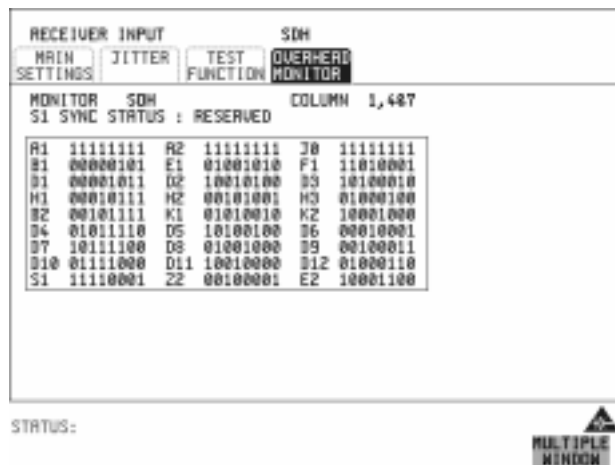 RECEIVER INPUT SDH
MAIN SETTINGS JITTER TEST FUNCTION OVERHEAD MONITOR
MONITOR SDH COLUMN 1,4&7
S1 SYNC STATUS : RESERVED
A1 11111111 A2 11111111 J0 11111111
B1 00000101 E1 01001010 F1 11010001
D1 00001011 D2 10010100 D3 10100010
H1 00010111 H2 00101001 H3 01000100
B2 00101111 K1 01010010 K2 10001000
D4 01011110 D5 10100100 D6 00010001
D7 10111100 D8 01001000 D9 00100011
D10 01111000 D11 10010000 D12 01000110
S1 11110001 Z2 00100001 E2 10001100
STATUS:
MULTIPLE
WINDOW